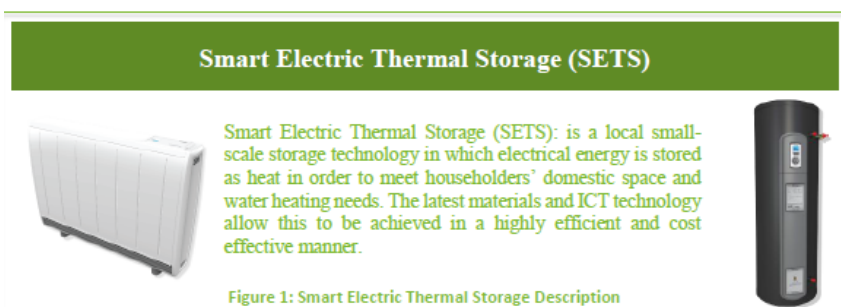 Smart Electric Thermal Storage (SETS)
Smart Electric Thermal Storage (SETS): is a local small-
scale storage technology in which electrical energy is stored
as heat in order to meet householders’ domestic space and
water heating needs. The latest materials and ICT technology
allow this to be achieved in a highly efficient and cost
effective manner.
Figure 1: Smart Electric Thermal Storage Description